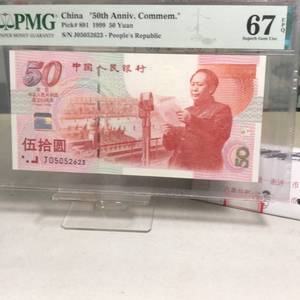 PMG
China "50th Anniv. Commem."
Pick# 891 1999 50 Yuan
S/N J05052623 - People's Republic
67
EPQ
Superb Gem Unc
50
中国人民银行
J05052623
伍拾圆